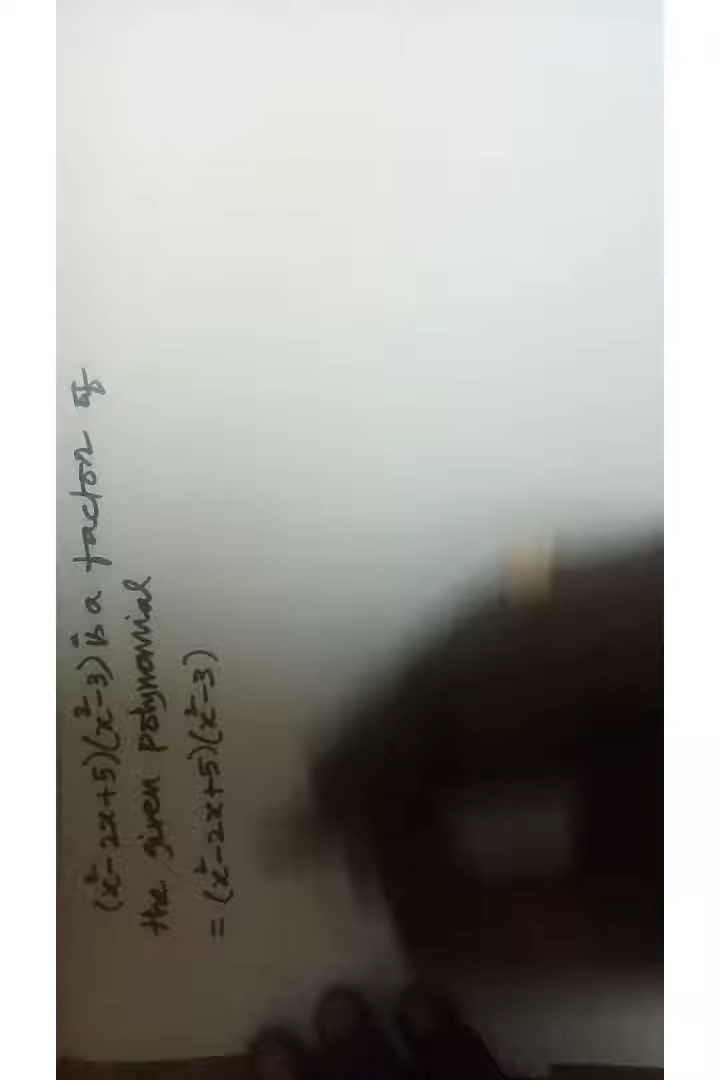 (x²-2x+5)(x²-3) is a factor of
the given polynomial
= (x²-2x+5)(x²-3)